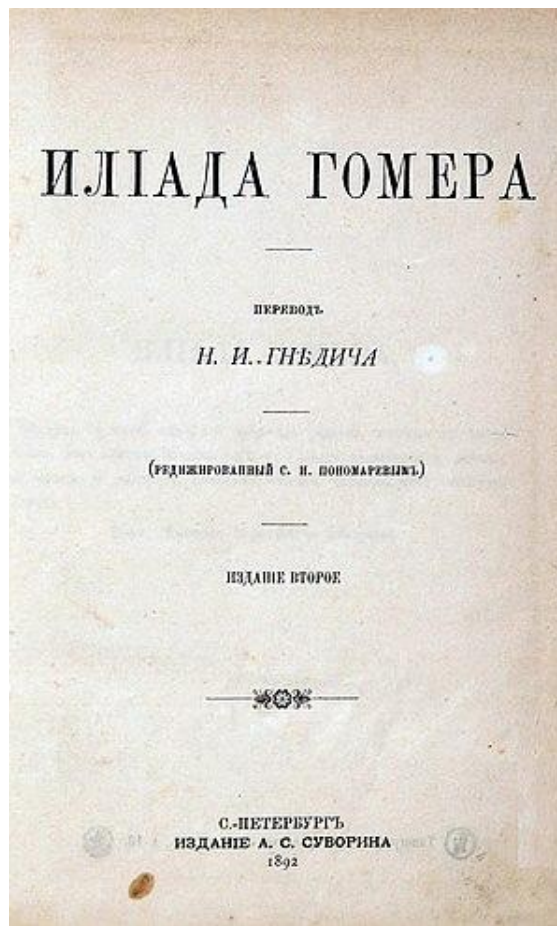 ИЛІАДА ГОМЕРА
ПЕРЕВОДЪ
Н. И. ГНѢДИЧА
(РЕДИЖИРОВАННЫЙ С. И. ПОНОМАРЕВЫМЪ)
ИЗДАНІЕ ВТОРОЕ
С.-ПЕТЕРБУРГЪ
ИЗДАНІЕ А. С. СУВОРИНА
1892